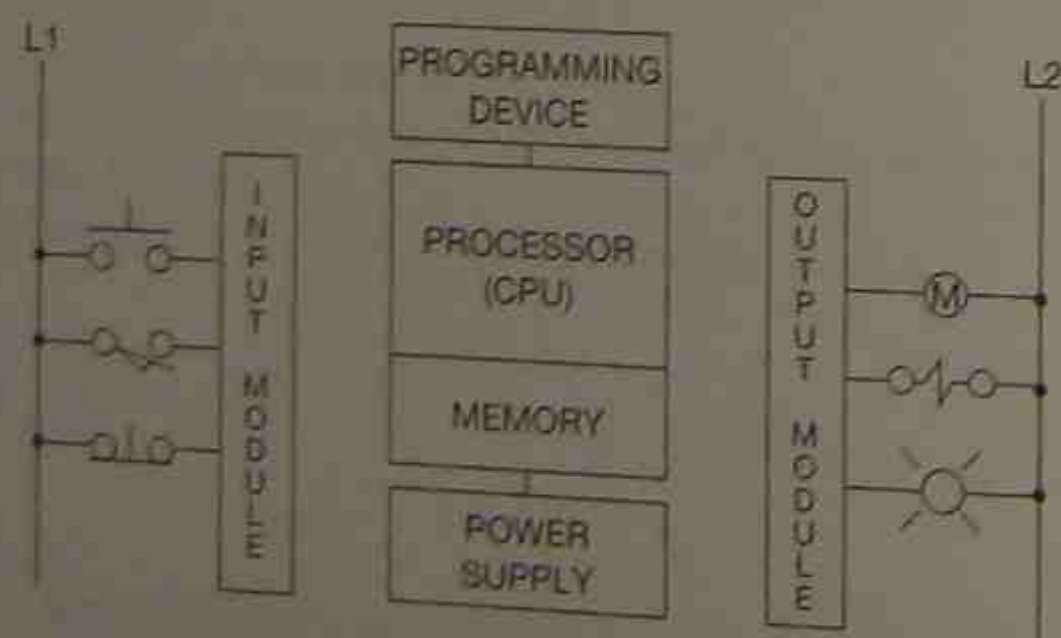 L1
PROGRAMMING
DEVICE
L2
INPUT MODULE
PROCESSOR
(CPU)
OUTPUT MODULE
M
MEMORY
POWER
SUPPLY